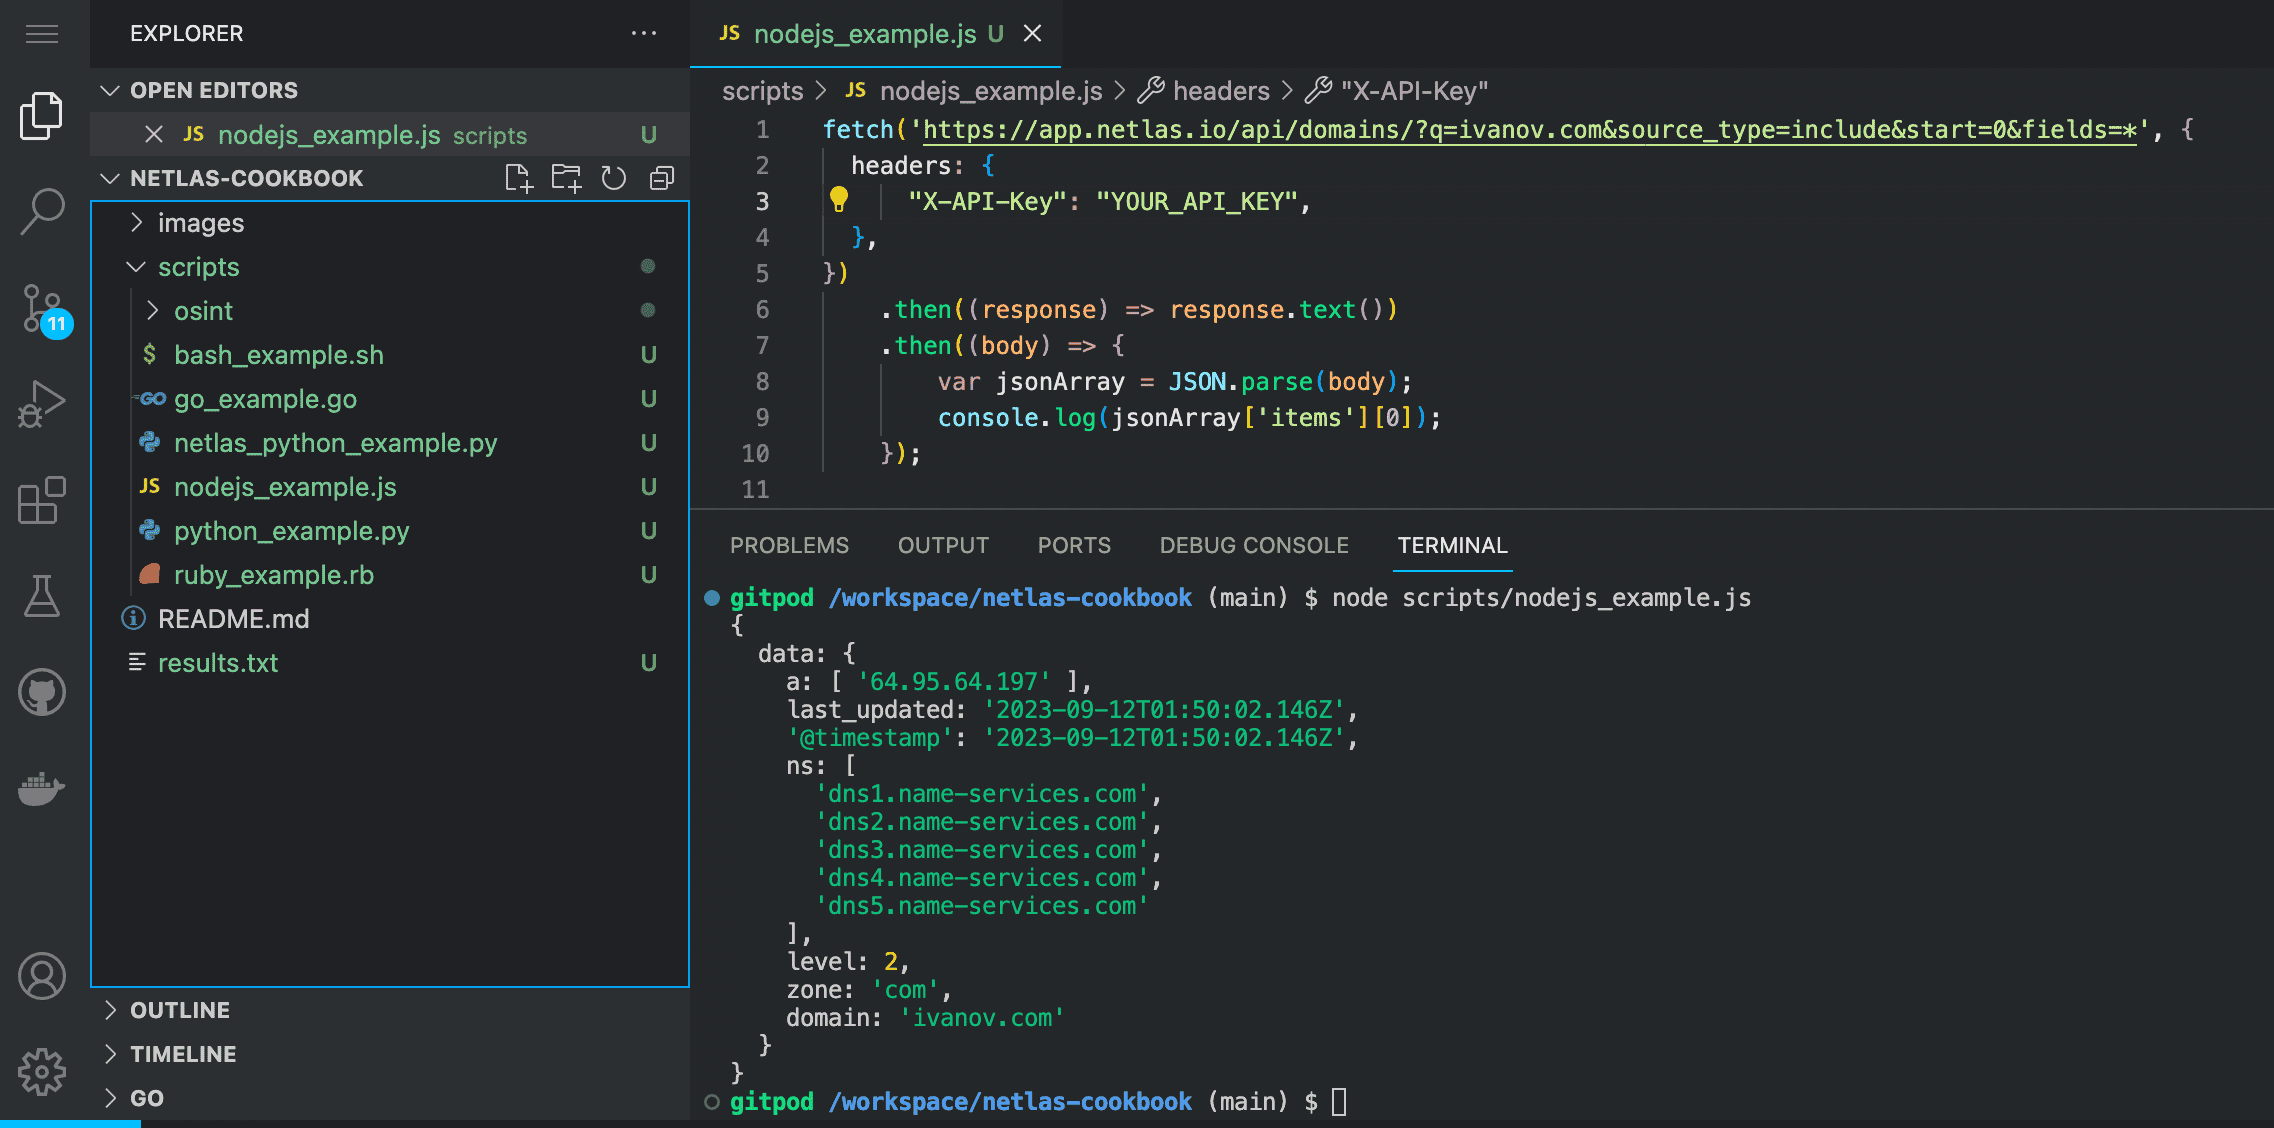 EXPLORER
OPEN EDITORS
JS nodejs_example.js scripts U
NETLAS-COOKBOOK
images
scripts
osint
$ bash_example.sh U
GO go_example.go U
netlas_python_example.py U
JS nodejs_example.js U
python_example.py U
ruby_example.rb U
README.md
results.txt U
OUTLINE
TIMELINE
GO
11
JS nodejs_example.js U
scripts > JS nodejs_example.js > headers > "X-API-Key"
1 fetch('https://app.netlas.io/api/domains/?q=ivanov.com&source_type=include&start=0&fields=*', {
2 headers: {
3 "X-API-Key": "YOUR_API_KEY",
4 },
5 })
6 .then((response) => response.text())
7 .then((body) => {
8 var jsonArray = JSON.parse(body);
9 console.log(jsonArray['items'][0]);
10 });
11
PROBLEMS OUTPUT PORTS DEBUG CONSOLE TERMINAL
gitpod /workspace/netlas-cookbook (main) $ node scripts/nodejs_example.js
{
data: {
a: [ '64.95.64.197' ],
last_updated: '2023-09-12T01:50:02.146Z',
'@timestamp': '2023-09-12T01:50:02.146Z',
ns: [
'dns1.name-services.com',
'dns2.name-services.com',
'dns3.name-services.com',
'dns4.name-services.com',
'dns5.name-services.com'
],
level: 2,
zone: 'com',
domain: 'ivanov.com'
}
}
gitpod /workspace/netlas-cookbook (main) $